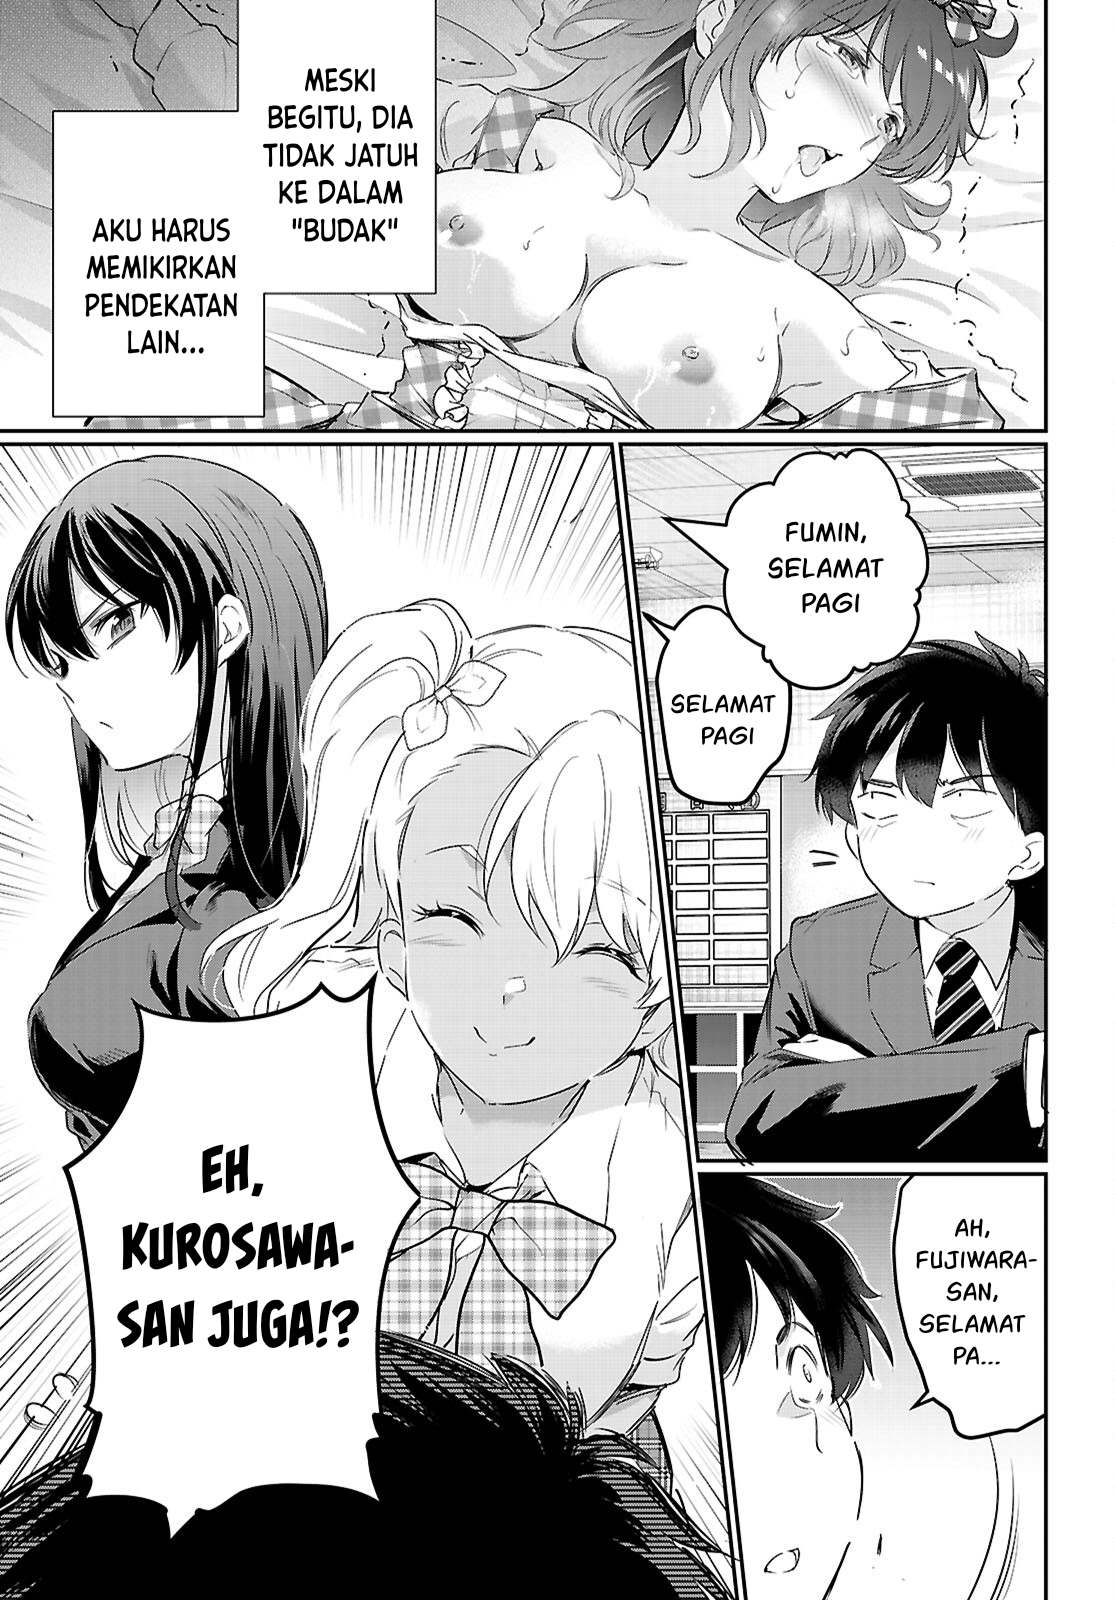 MESKI
BEGITU, DIA
TIDAK JATUH
KE DALAM
"BUDAK"
AKU HARUS
MEMIKIRKAN
PENDEKATAN
LAIN...
FUMIN,
SELAMAT
PAGI
SELAMAT
PAGI
AH,
FUJIWARA-
SAN,
SELAMAT
PA...
EH,
KUROSAWA-
SAN JUGA!?